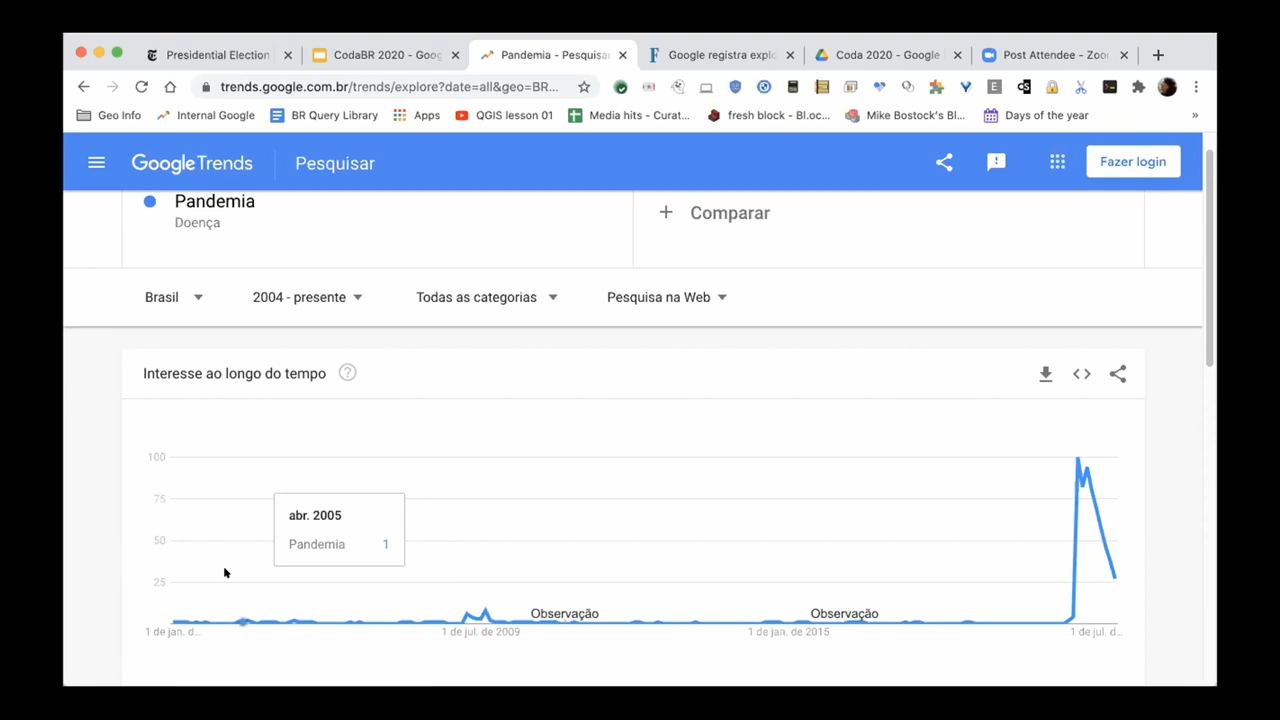 Presidential Election
CodaBR 2020 - Goog
Pandemia - Pesquisar
Google registra explo
Coda 2020 - Google
Post Attendee - Zoo
trends.google.com.br/trends/explore?date=all&geo=BR...
Geo Info
Internal Google
BR Query Library
Apps
QGIS lesson 01
Media hits - Curat...
fresh block - Bl.oc...
Mike Bostock's Bl...
Days of the year
»
Google Trends
Pesquisar
Fazer login
Pandemia
Doença
+ Comparar
Brasil
2004 - presente
Todas as categorias
Pesquisa na Web
Interesse ao longo do tempo
100
75
50
25
abr. 2005
Pandemia 1
Observação
Observação
1 de jan. d...
1 de jul. de 2009
1 de jan. de 2015
1 de jul. d...